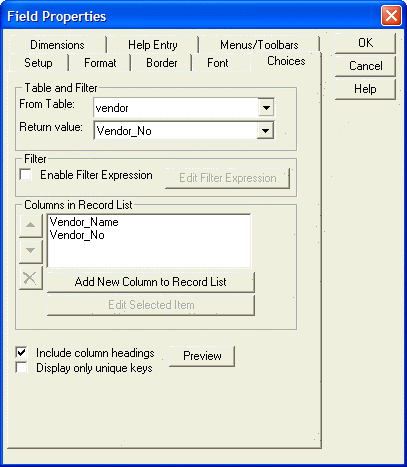 Field Properties
Dimensions Help Entry Menus/Toolbars
Setup Format Border Font Choices
OK
Cancel
Help
Table and Filter
From Table: vendor
Return value: Vendor_No
Filter
Enable Filter Expression Edit Filter Expression
Columns in Record List
Vendor_Name
Vendor_No
Add New Column to Record List
Edit Selected Item
Include column headings Preview
Display only unique keys